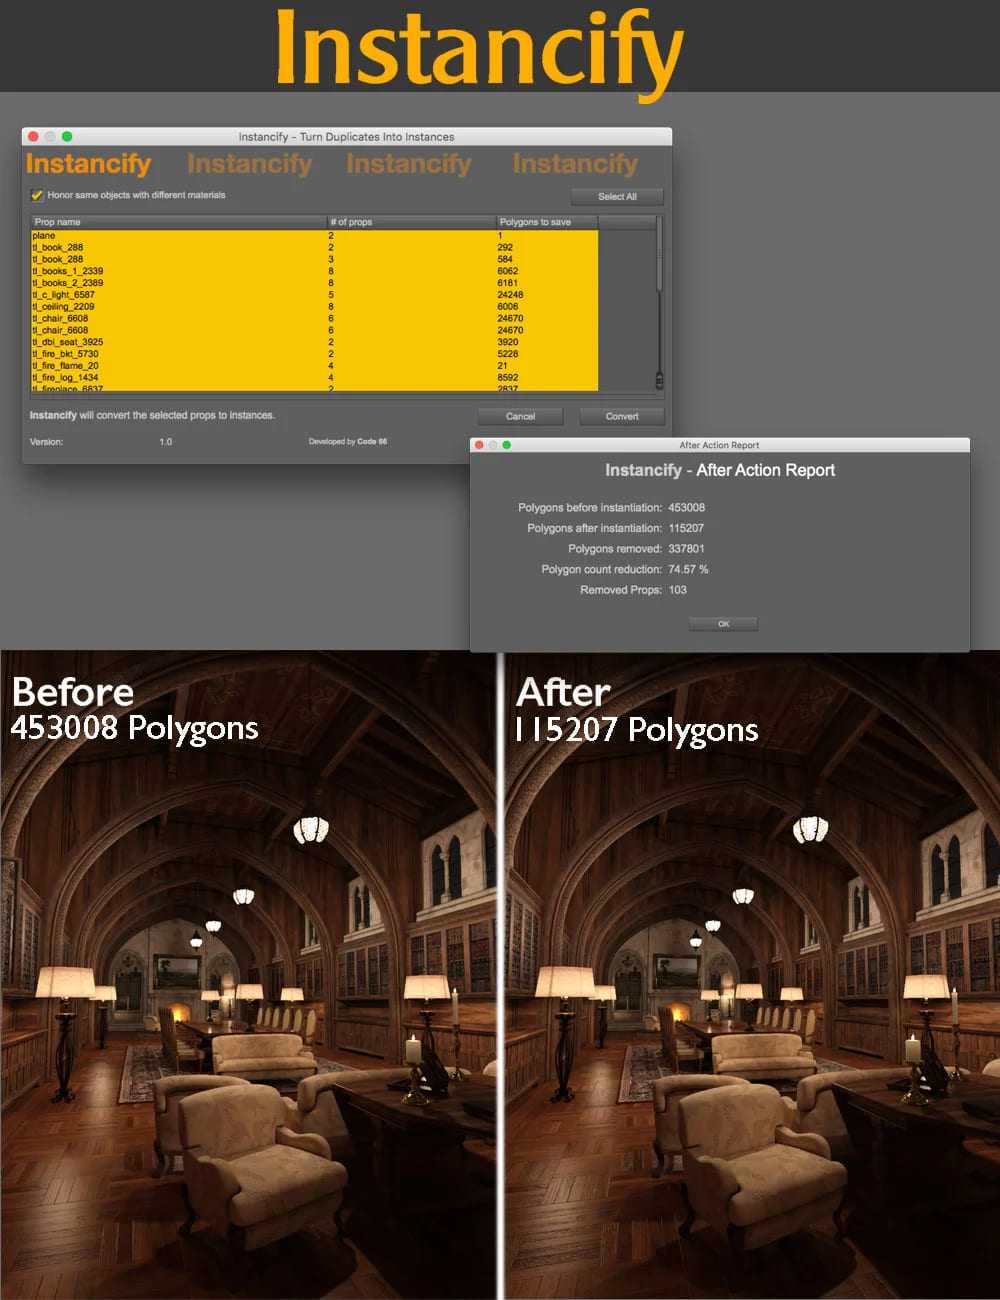 Instancify
Instancify - Turn Duplicates Into Instances
Instancify Instancify Instancify Instancify
Honor same objects with different materials
Select All
Prop name # of props Polygons to save
plane 2 1
tl_book_288 2 292
tl_book_288 3 584
tl_books_1_2339 8 6062
tl_books_2_2389 8 6181
tl_c_light_6587 5 24248
tl_ceiling_2209 8 6006
tl_chair_6608 6 24670
tl_chair_6608 6 24670
tl_dbl_seat_3925 2 3920
tl_fire_bkt_5730 2 5228
tl_fire_flame_20 4 21
tl_fire_log_1434 4 8592
tl_fireplace_6837 2 2837
Instancify will convert the selected props to instances.
Cancel Convert
Version: 1.0 Developed by Code 66
After Action Report
Instancify - After Action Report
Polygons before instantiation: 453008
Polygons after instantiation: 115207
Polygons removed: 337801
Polygon count reduction: 74.57 %
Removed Props: 103
OK
Before
453008 Polygons
After
115207 Polygons